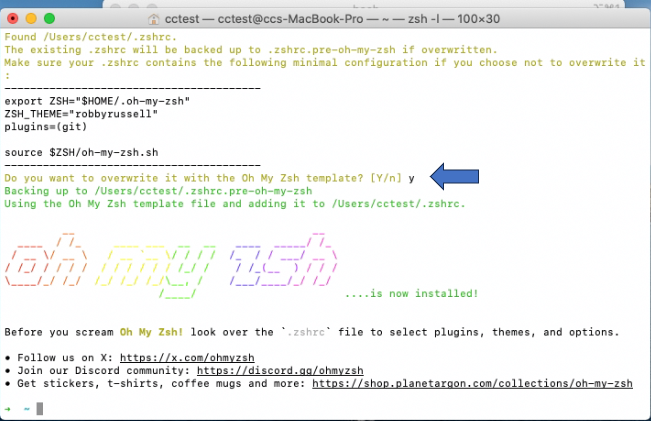 cctest — cctest@ccs-MacBook-Pro — ~ — zsh -l — 100×30
Found /Users/cctest/.zshrc.
The existing .zshrc will be backed up to .zshrc.pre-oh-my-zsh if overwritten.
Make sure your .zshrc contains the following minimal configuration if you choose not to overwrite it
:
----------------------------------------
export ZSH="$HOME/.oh-my-zsh"
ZSH_THEME="robbyrussell"
plugins=(git)
source $ZSH/oh-my-zsh.sh
----------------------------------------
Do you want to overwrite it with the Oh My Zsh template? [Y/n] y
Backing up to /Users/cctest/.zshrc.pre-oh-my-zsh
Using the Oh My Zsh template file and adding it to /Users/cctest/.zshrc.
oh my zsh
....is now installed!
Before you scream Oh My Zsh! look over the `.zshrc` file to select plugins, themes, and options.
• Follow us on X: https://x.com/ohmyzsh
• Join our Discord community: https://discord.gg/ohmyzsh
• Get stickers, t-shirts, coffee mugs and more: https://shop.planetargon.com/collections/oh-my-zsh
➜ ~